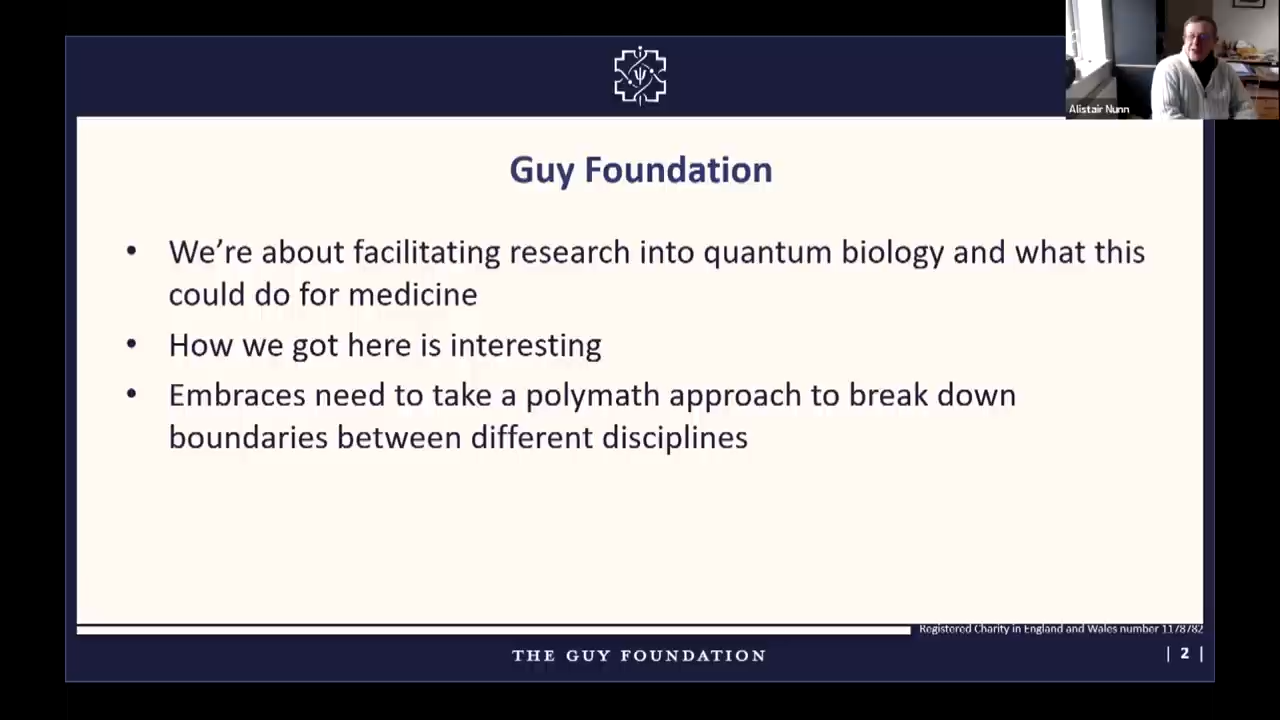 Alistair Nunn
Guy Foundation
• We're about facilitating research into quantum biology and what this
could do for medicine
• How we got here is interesting
• Embraces need to take a polymath approach to break down
boundaries between different disciplines
Registered Charity in England and Wales number 1178782
THE GUY FOUNDATION
| 2 |